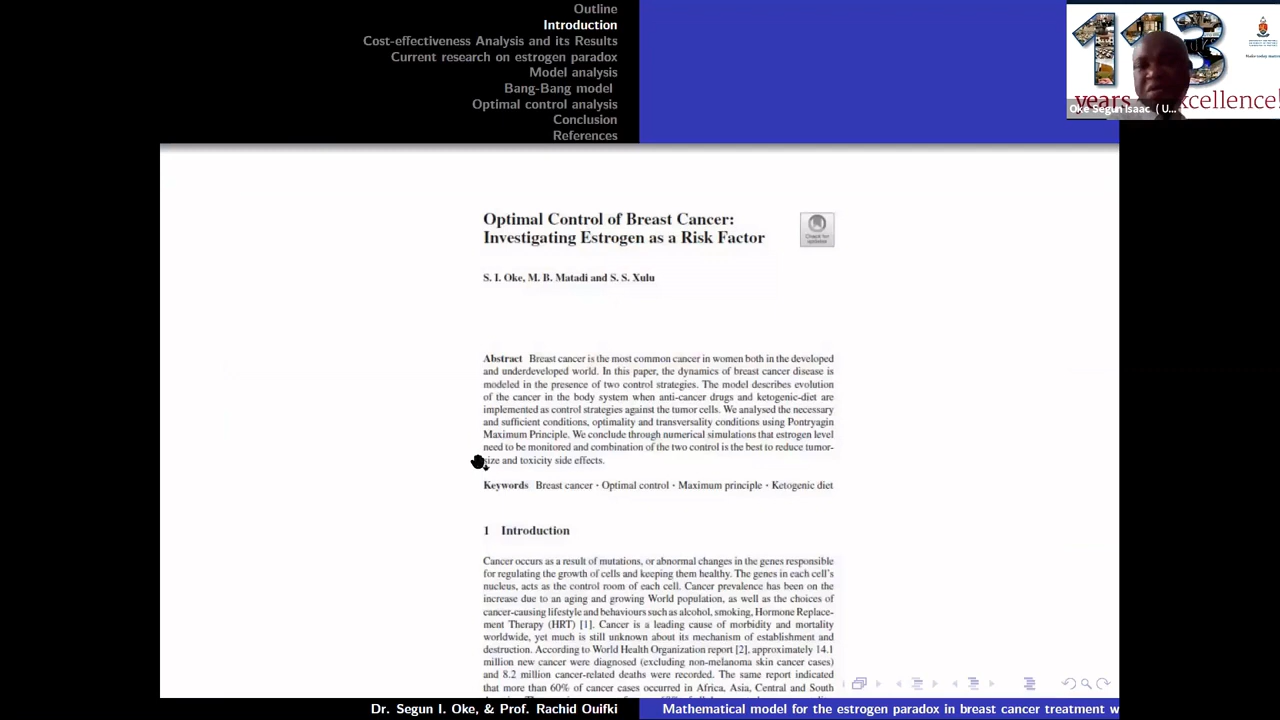 Outline
Introduction
Cost-effectiveness Analysis and its Results
Current research on estrogen paradox
Model analysis
Bang-Bang model
Optimal control analysis
Conclusion
References
113
years
xcellence!
Oke Segun Isaac ( U...
Optimal Control of Breast Cancer:
Investigating Estrogen as a Risk Factor
Check for
updates
S. I. Oke, M. B. Matadi and S. S. Xulu
Abstract Breast cancer is the most common cancer in women both in the developed
and underdeveloped world. In this paper, the dynamics of breast cancer disease is
modeled in the presence of two control strategies. The model describes evolution
of the cancer in the body system when anti-cancer drugs and ketogenic-diet are
implemented as control strategies against the tumor cells. We analysed the necessary
and sufficient conditions, optimality and transversality conditions using Pontryagin
Maximum Principle. We conclude through numerical simulations that estrogen level
need to be monitored and combination of the two control is the best to reduce tumor-
size and toxicity side effects.
Keywords Breast cancer · Optimal control · Maximum principle · Ketogenic diet
1 Introduction
Cancer occurs as a result of mutations, or abnormal changes in the genes responsible
for regulating the growth of cells and keeping them healthy. The genes in each cell's
nucleus, acts as the control room of each cell. Cancer prevalence has been on the
increase due to an aging and growing World population, as well as the choices of
cancer-causing lifestyle and behaviours such as alcohol, smoking, Hormone Replace-
ment Therapy (HRT) [1]. Cancer is a leading cause of morbidity and mortality
worldwide, yet much is still unknown about its mechanism of establishment and
destruction. According to World Health Organization report [2], approximately 14.1
million new cancer were diagnosed (excluding non-melanoma skin cancer cases)
and 8.2 million cancer-related deaths were recorded. The same report indicated
that more than 60% of cancer cases occurred in Africa, Asia, Central and South
Dr. Segun I. Oke, & Prof. Rachid Ouifki
Mathematical model for the estrogen paradox in breast cancer treatment w